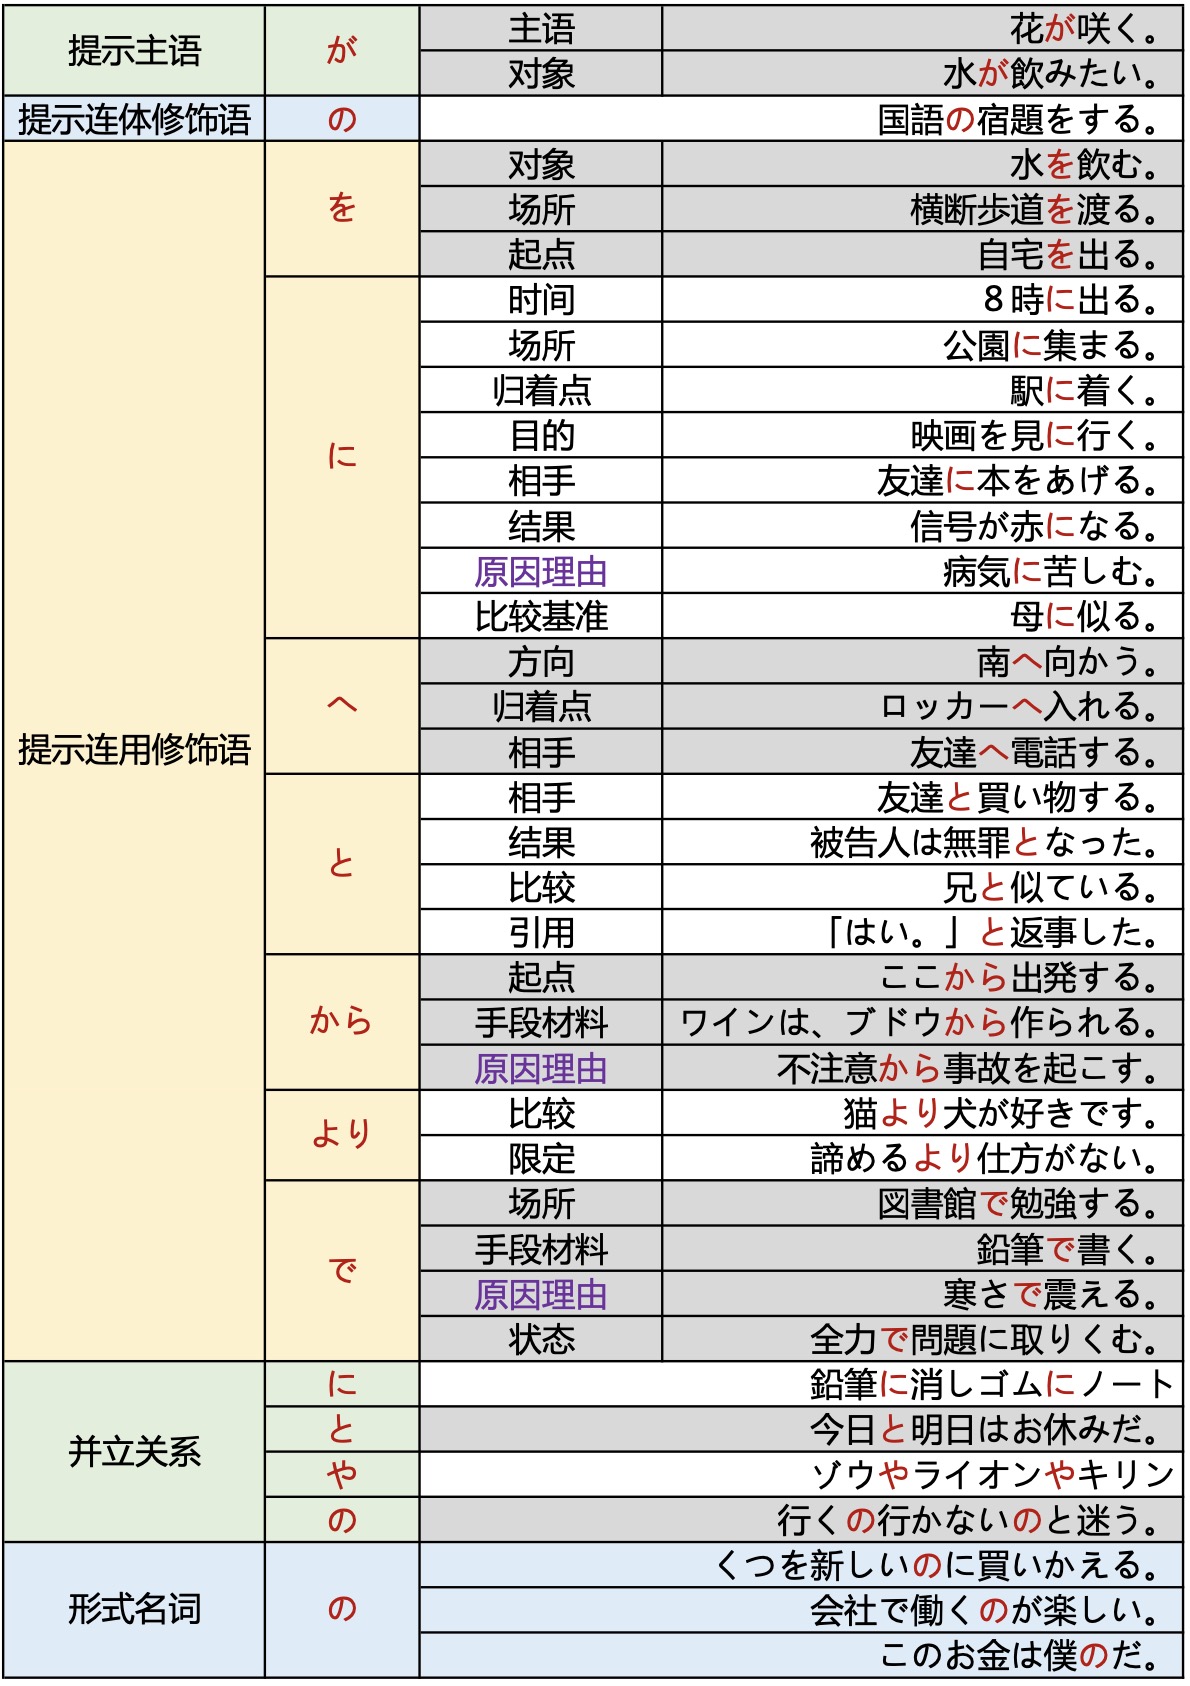 提示主语 が 主语 花が咲く。
对象 水が飲みたい。
提示连体修饰语 の 国語の宿題をする。
提示连用修饰语 を 对象 水を飲む。
场所 横断歩道を渡る。
起点 自宅を出る。
に 时间 8時に出る。
场所 公園に集まる。
归着点 駅に着く。
目的 映画を見に行く。
相手 友達に本をあげる。
结果 信号が赤になる。
原因理由 病気に苦しむ。
比较基准 母に似る。
へ 方向 南へ向かう。
归着点 ロッカーへ入れる。
相手 友達へ電話する。
と 相手 友達と買い物する。
结果 被告人は無罪となった。
比较 兄と似ている。
引用 「はい。」と返事した。
から 起点 ここから出発する。
手段材料 ワインは、ブドウから作られる。
原因理由 不注意から事故を起こす。
より 比较 猫より犬が好きです。
限定 諦めるより仕方がない。
で 场所 図書館で勉強する。
手段材料 鉛筆で書く。
原因理由 寒さで震える。
状态 全力で問題に取りくむ。
并立关系 に 鉛筆に消しゴムにノート
と 今日と明日はお休みだ。
や ゾウやライオンやキリン
の 行くの行かないのと迷う。
形式名词 の くつを新しいのに買いかえる。
会社で働くのが楽しい。
このお金は僕のだ。